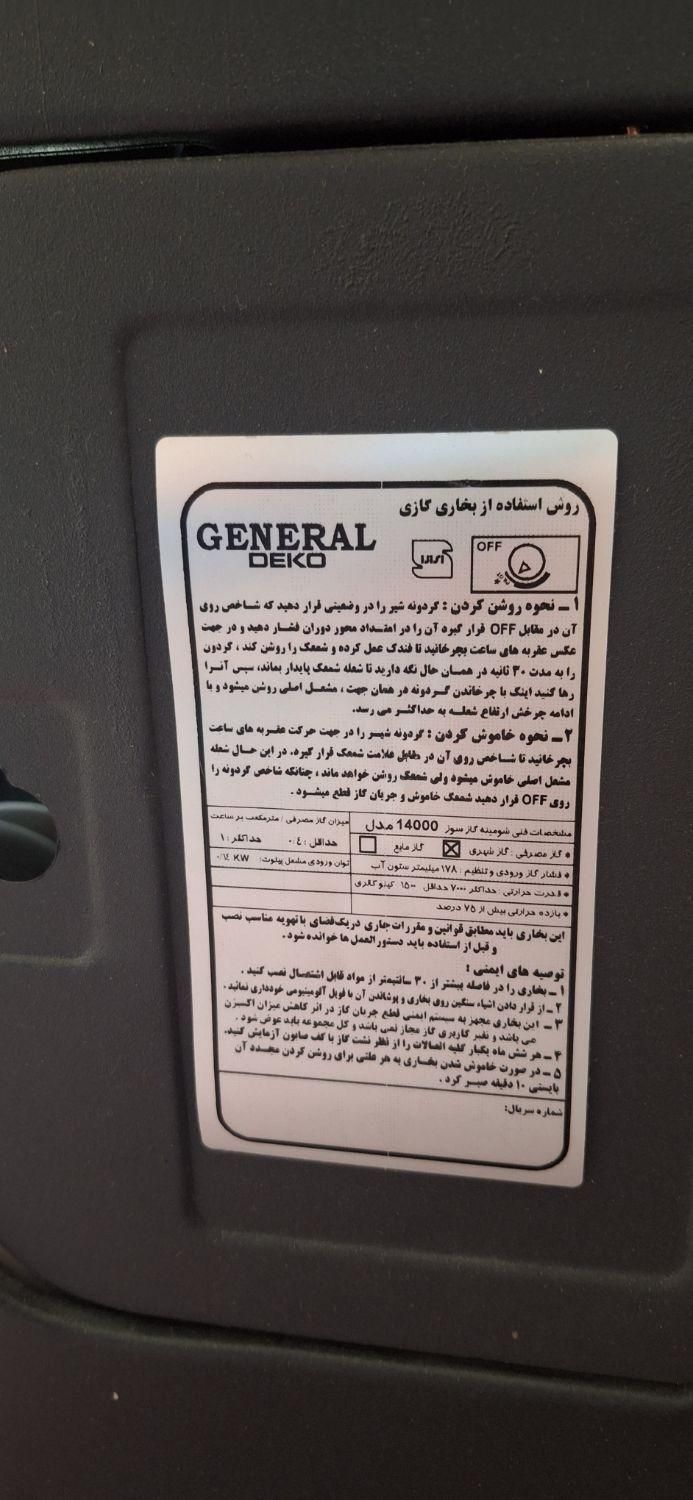 روش استفاده از بخاری گازی
GENERAL
DEKO
OFF
۱ ـ نحوه روشن کردن : گردونه شیر را در وضعیتی قرار دهید که شاخص روی
آن در مقابل OFF قرار گیرد آن را در امتداد محور دوران فشار دهید و در جهت
عکس عقربه های ساعت بچرخانید تا فندک عمل کرده و شمعک را روشن کند ، گردون
را به مدت ۳۰ ثانیه در همان حال نگه دارید تا شعله شمعک پایدار بماند، سپس آنرا
رها کنید اینک با چرخاندن گردونه در همان جهت ، مشعل اصلی روشن میشود و با
ادامه چرخش ارتفاع شعله به حداکثر می رسد.
۲ ـ نحوه خاموش کردن : گردونه شیر را در جهت حرکت عقربه های ساعت
بچرخانید تا شاخص روی آن در مقابل علامت شمعک قرار گیرد. در این حال شعله
مشعل اصلی خاموش میشود ولی شمعک روشن خواهد ماند ، چنانکه شاخص گردونه را
روی OFF قرار دهید شمعک خاموش و جریان گاز قطع میشود .
مشخصات فنی شومینه گاز سوز 14000 مدل
میزان گاز مصرفی / مترمکعب بر ساعت
* گاز مصرفی : گاز شهری گاز مایع
حداقل : ۰/٤ حداکثر : ۱
* فشار گاز ورودی و تنظیم : ۱۷۸ میلیمتر ستون آب
توان ورودی مشعل پیلوت: ۰/۱٤ KW
* قدرت حرارتی : حداکثر ۷۰۰۰ حداقل ۱۵۰۰ کیلو کالری
* بازده حرارتی بیش از ۷۵ درصد
این بخاری باید مطابق قوانین و مقررات جاری در یک فضای با تهویه مناسب نصب
و قبل از استفاده باید دستورالعمل ها خوانده شود .
توصیه های ایمنی :
۱ ـ بخاری را در فاصله بیشتر از ۳۰ سانتیمتر از مواد قابل اشتعال نصب کنید .
۲ ـ از قرار دادن اشیاء سنگین روی بخاری و پوشاندن آن با فویل آلومینیومی خودداری نمائید .
۳ ـ این بخاری مجهز به سیستم ایمنی قطع جریان گاز در اثر کاهش میزان اکسیژن
می باشد و تغییر کاربری گاز مجاز نمی باشد و کل مجموعه باید عوض شود .
۴ ـ هر شش ماه یکبار کلیه اتصالات را از نظر نشت گاز با کف صابون آزمایش کنید.
۵ ـ در صورت خاموش شدن بخاری به هر علتی برای روشن کردن مجدد آن
بایستی ۱۰ دقیقه صبر کرد .
شماره سریال: